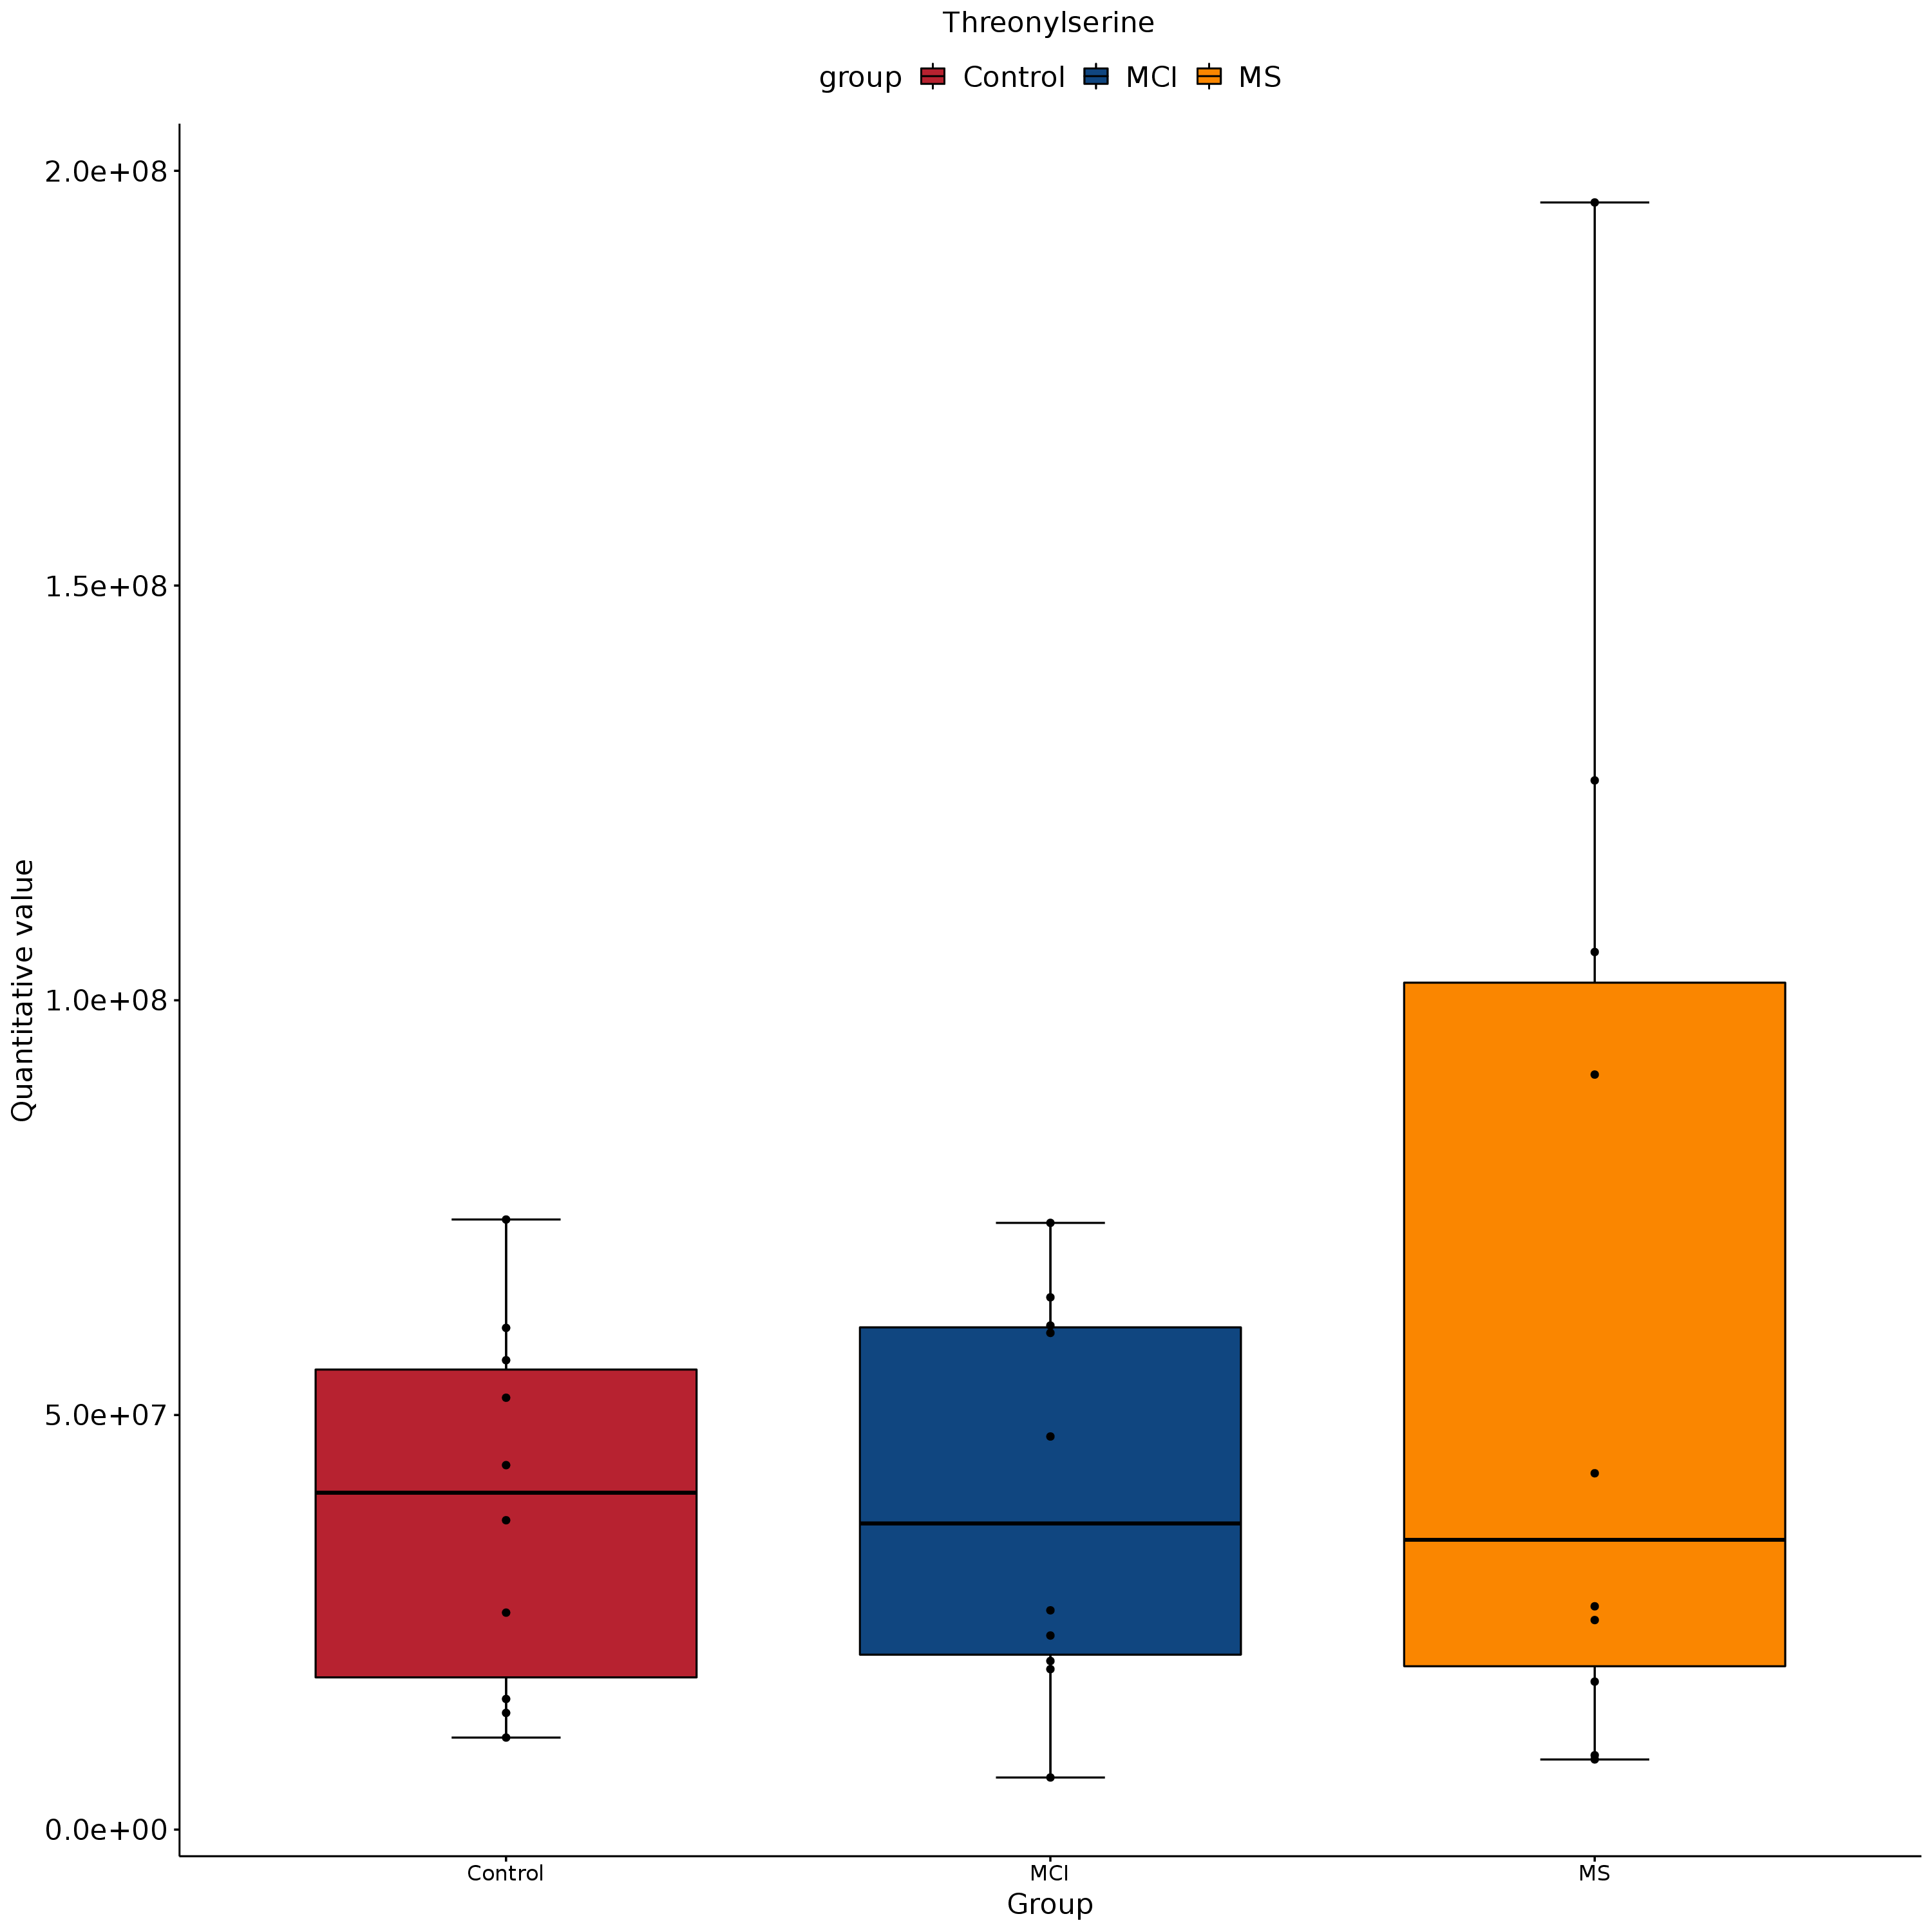 Threonylserine
group Control MCI MS
2.0e+08
1.5e+08
1.0e+08
5.0e+07
0.0e+00
Quantitative value
Control MCI MS
Group